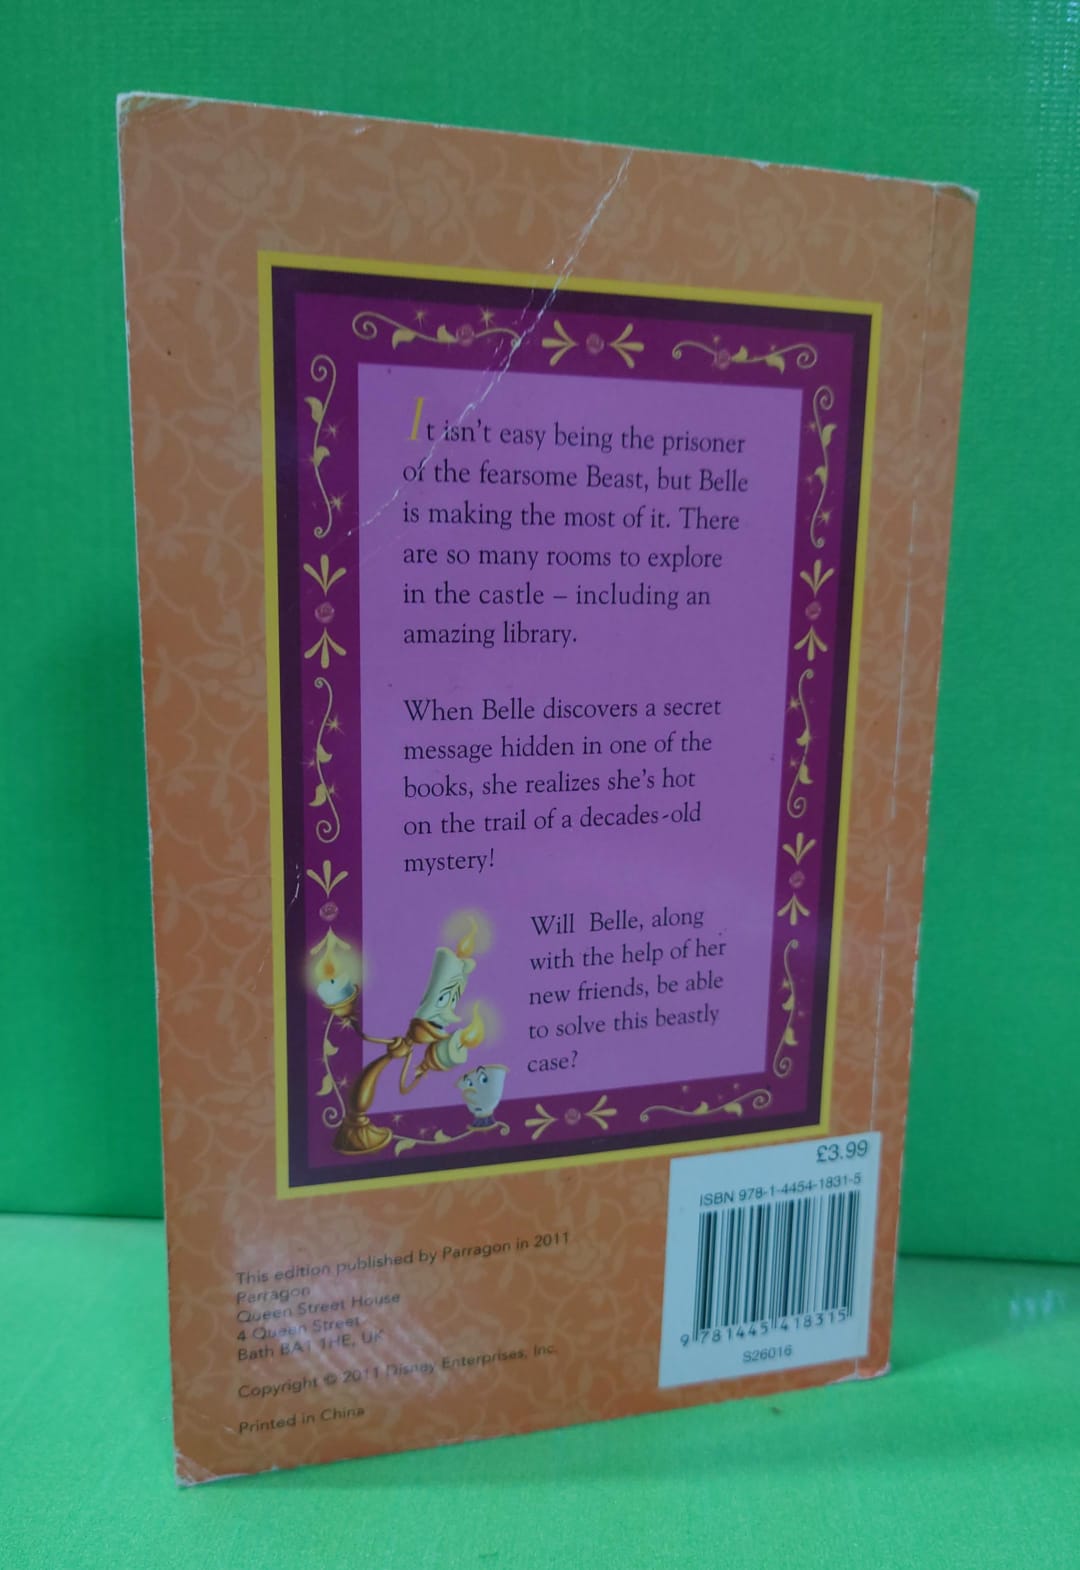 It isn't easy being the prisoner
of the fearsome Beast, but Belle
is making the most of it. There
are so many rooms to explore
in the castle – including an
amazing library.
When Belle discovers a secret
message hidden in one of the
books, she realizes she's hot
on the trail of a decades-old
mystery!
Will Belle, along
with the help of her
new friends, be able
to solve this beastly
case?
£3.99
ISBN 978-1-4454-1831-5
9 781445 418315
S26016
This edition published by Parragon in 2011
Parragon
Queen Street House
4 Queen Street
Bath BA1 1HE, UK
Copyright © 2011 Disney Enterprises, Inc.
Printed in China